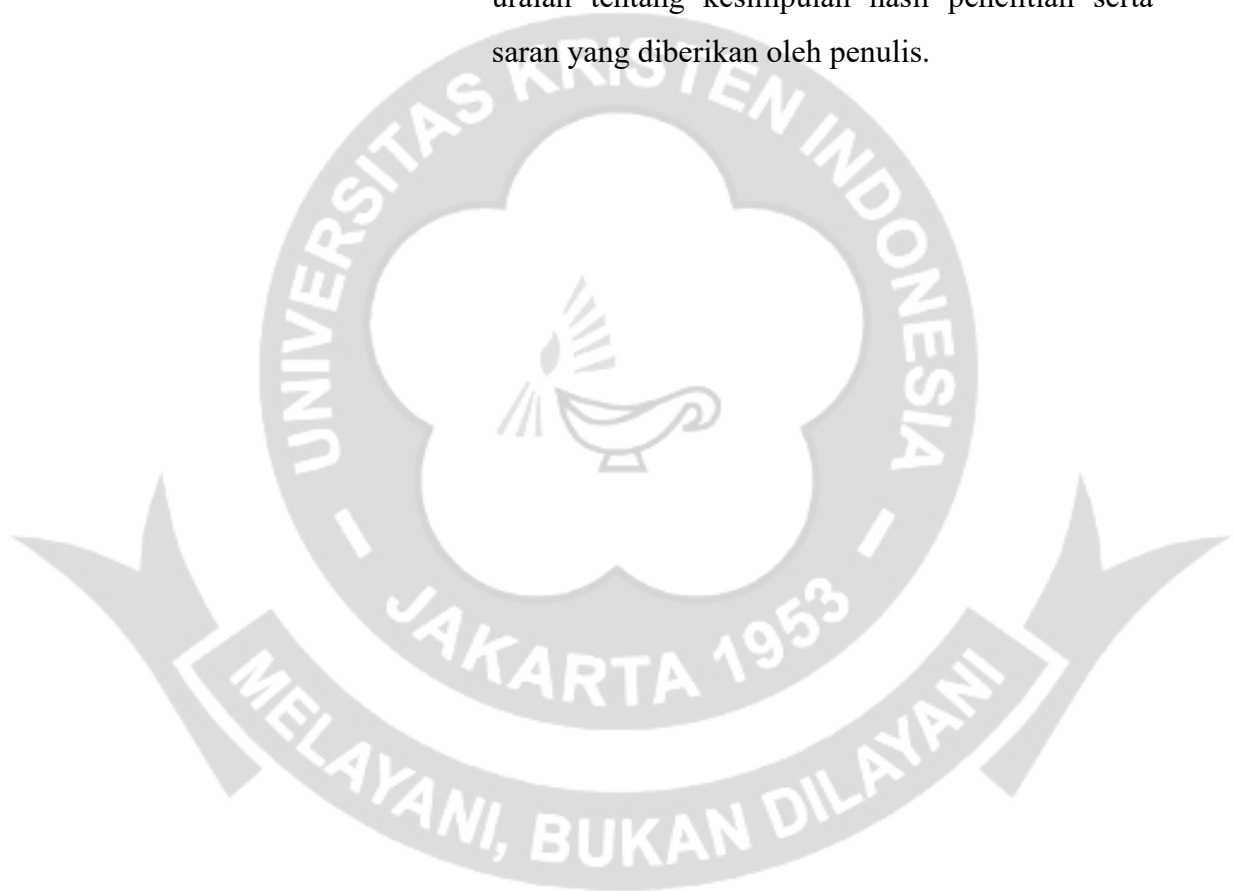 uraian tentang kesimpulan hasil penelitian serta
saran yang diberikan oleh penulis.
UNIVERSITAS KRISTEN INDONESIA
JAKARTA 1953
MELAYANI, BUKAN DILAYANI